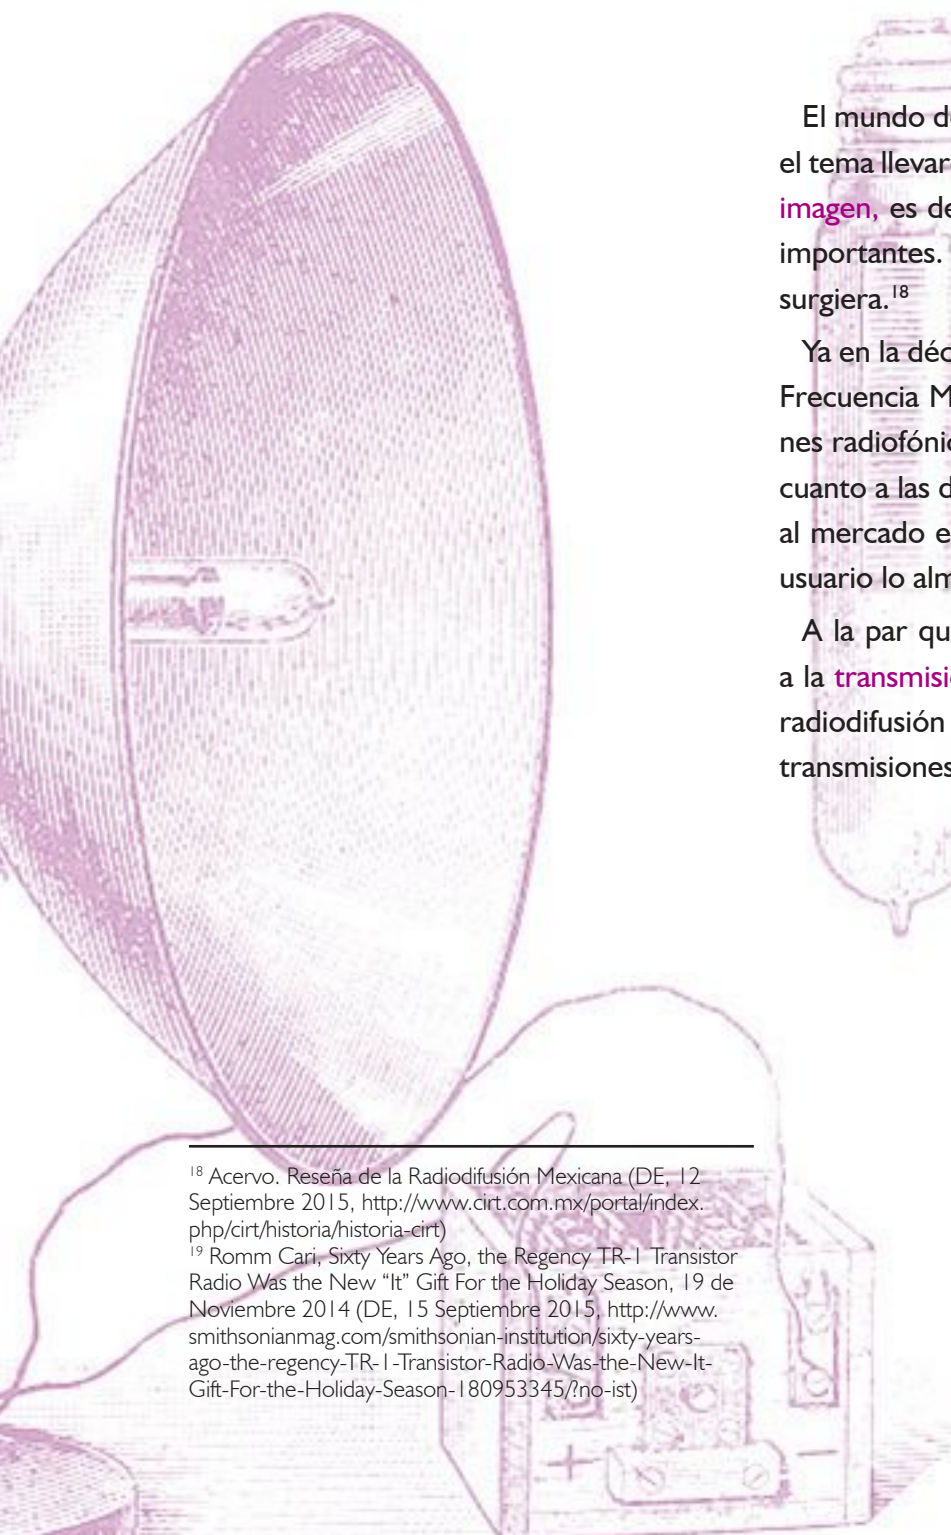 El mundo d
el tema llevar
imagen, es de
importantes.
surgiera.18
Ya en la déc
Frecuencia M
nes radiofónic
cuanto a las d
al mercado e
usuario lo alm
A la par qu
a la transmisi
radiodifusión
transmisiones
18 Acervo. Reseña de la Radiodifusión Mexicana (DE, 12
Septiembre 2015, http://www.cirt.com.mx/portal/index.
php/cirt/historia/historia-cirt)
19 Romm Cari, Sixty Years Ago, the Regency TR-1 Transistor
Radio Was the New “It” Gift For the Holiday Season, 19 de
Noviembre 2014 (DE, 15 Septiembre 2015, http://www.
smithsonianmag.com/smithsonian-institution/sixty-years-
ago-the-regency-TR-1-Transistor-Radio-Was-the-New-It-
Gift-For-the-Holiday-Season-180953345/?no-ist)
+ −